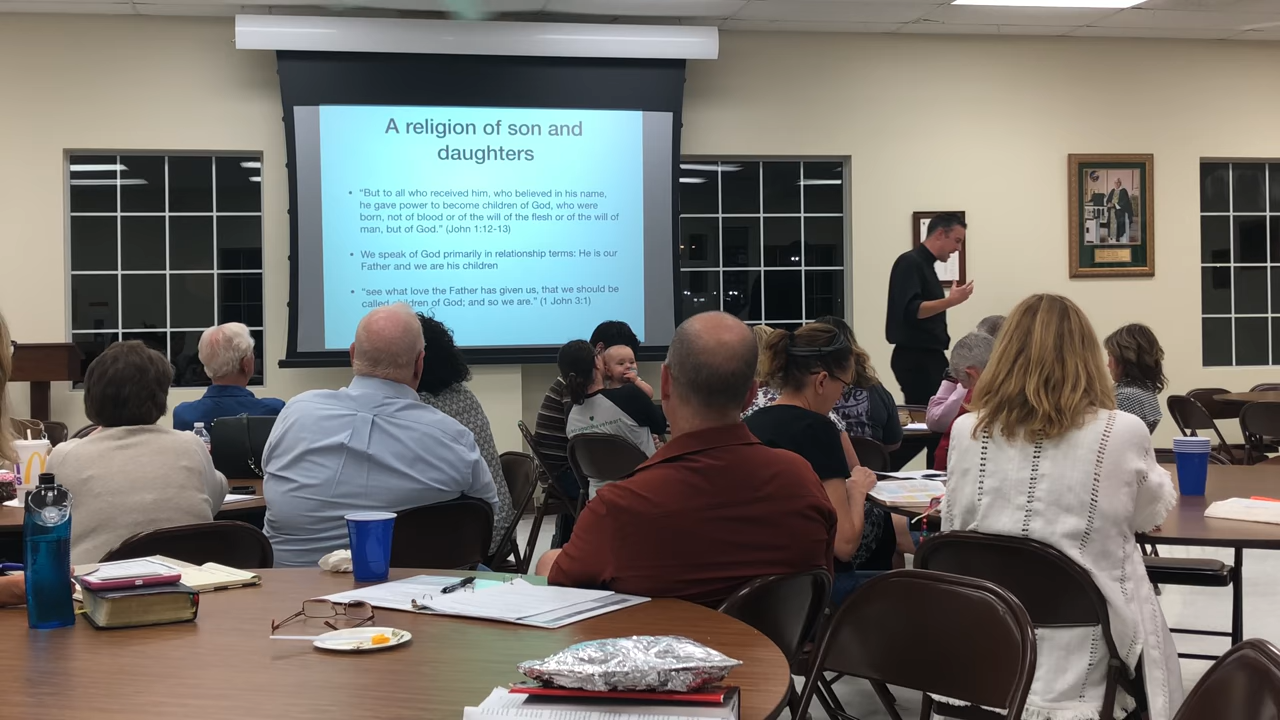 A religion of son and
daughters
• “But to all who received him, who believed in his name,
he gave power to become children of God, who were
born, not of blood or of the will of the flesh or of the will of
man, but of God.” (John 1:12-13)
• We speak of God primarily in relationship terms: He is our
Father and we are his children
• “see what love the Father has given us, that we should be
called children of God; and so we are.” (1 John 3:1)